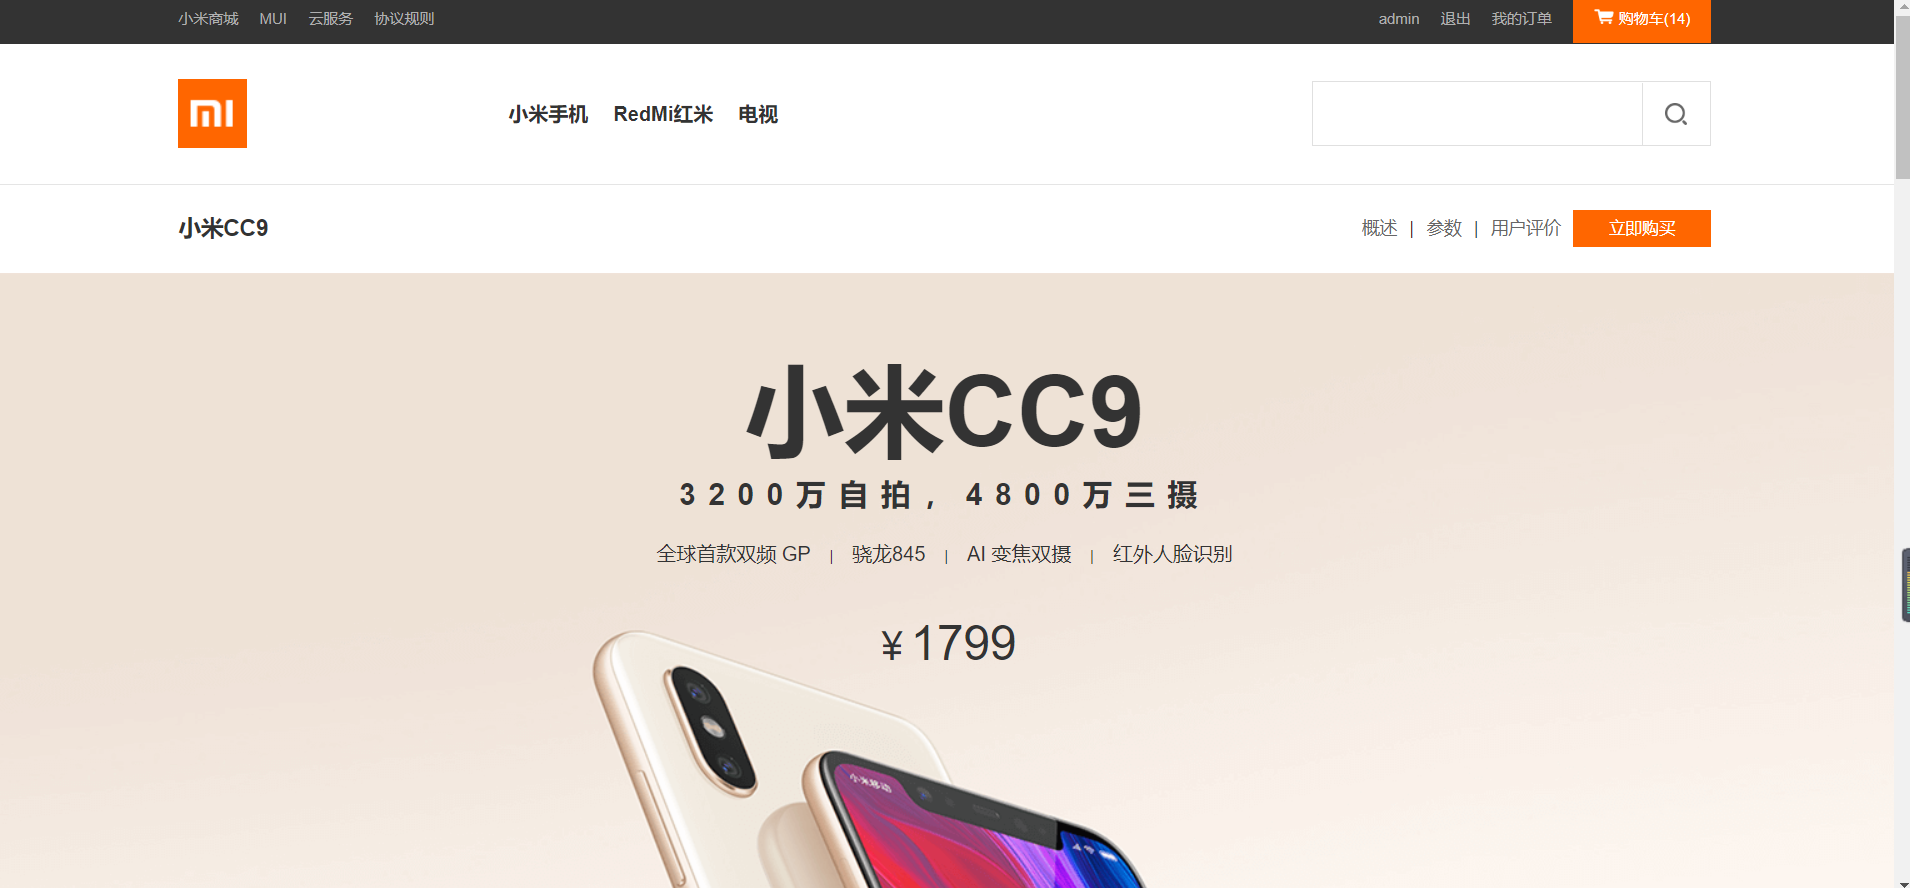 小米商城 MUI 云服务 协议规则 admin 退出 我的订单 购物车(14)
mi 小米手机 RedMi红米 电视
小米CC9 概述 | 参数 | 用户评价 立即购买
小米CC9
3200万自拍，4800万三摄
全球首款双频 GP | 骁龙845 | AI 变焦双摄 | 红外人脸识别
¥ 1799
小米移动